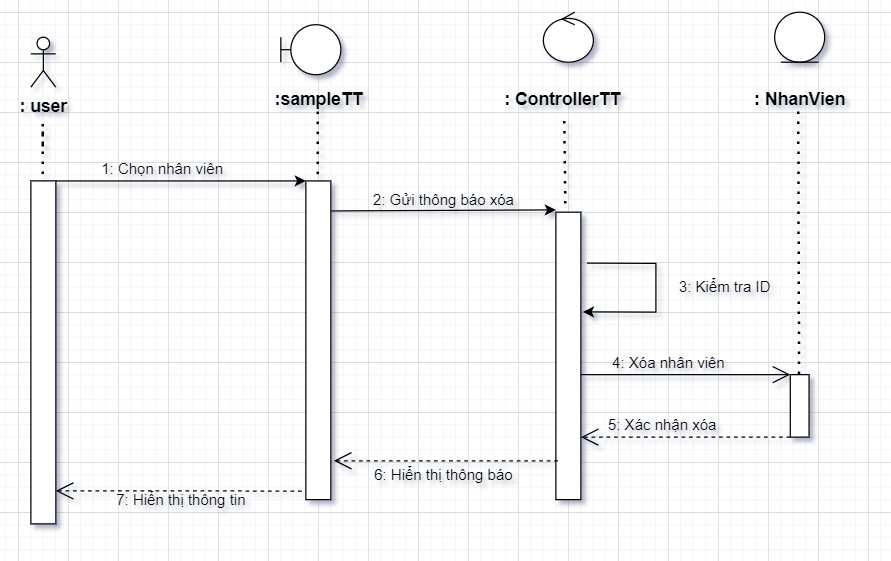 : user
:sampleTT
: ControllerTT
: NhanVien
1: Chọn nhân viên
2: Gửi thông báo xóa
3: Kiểm tra ID
4: Xóa nhân viên
5: Xác nhận xóa
6: Hiển thị thông báo
7: Hiển thị thông tin